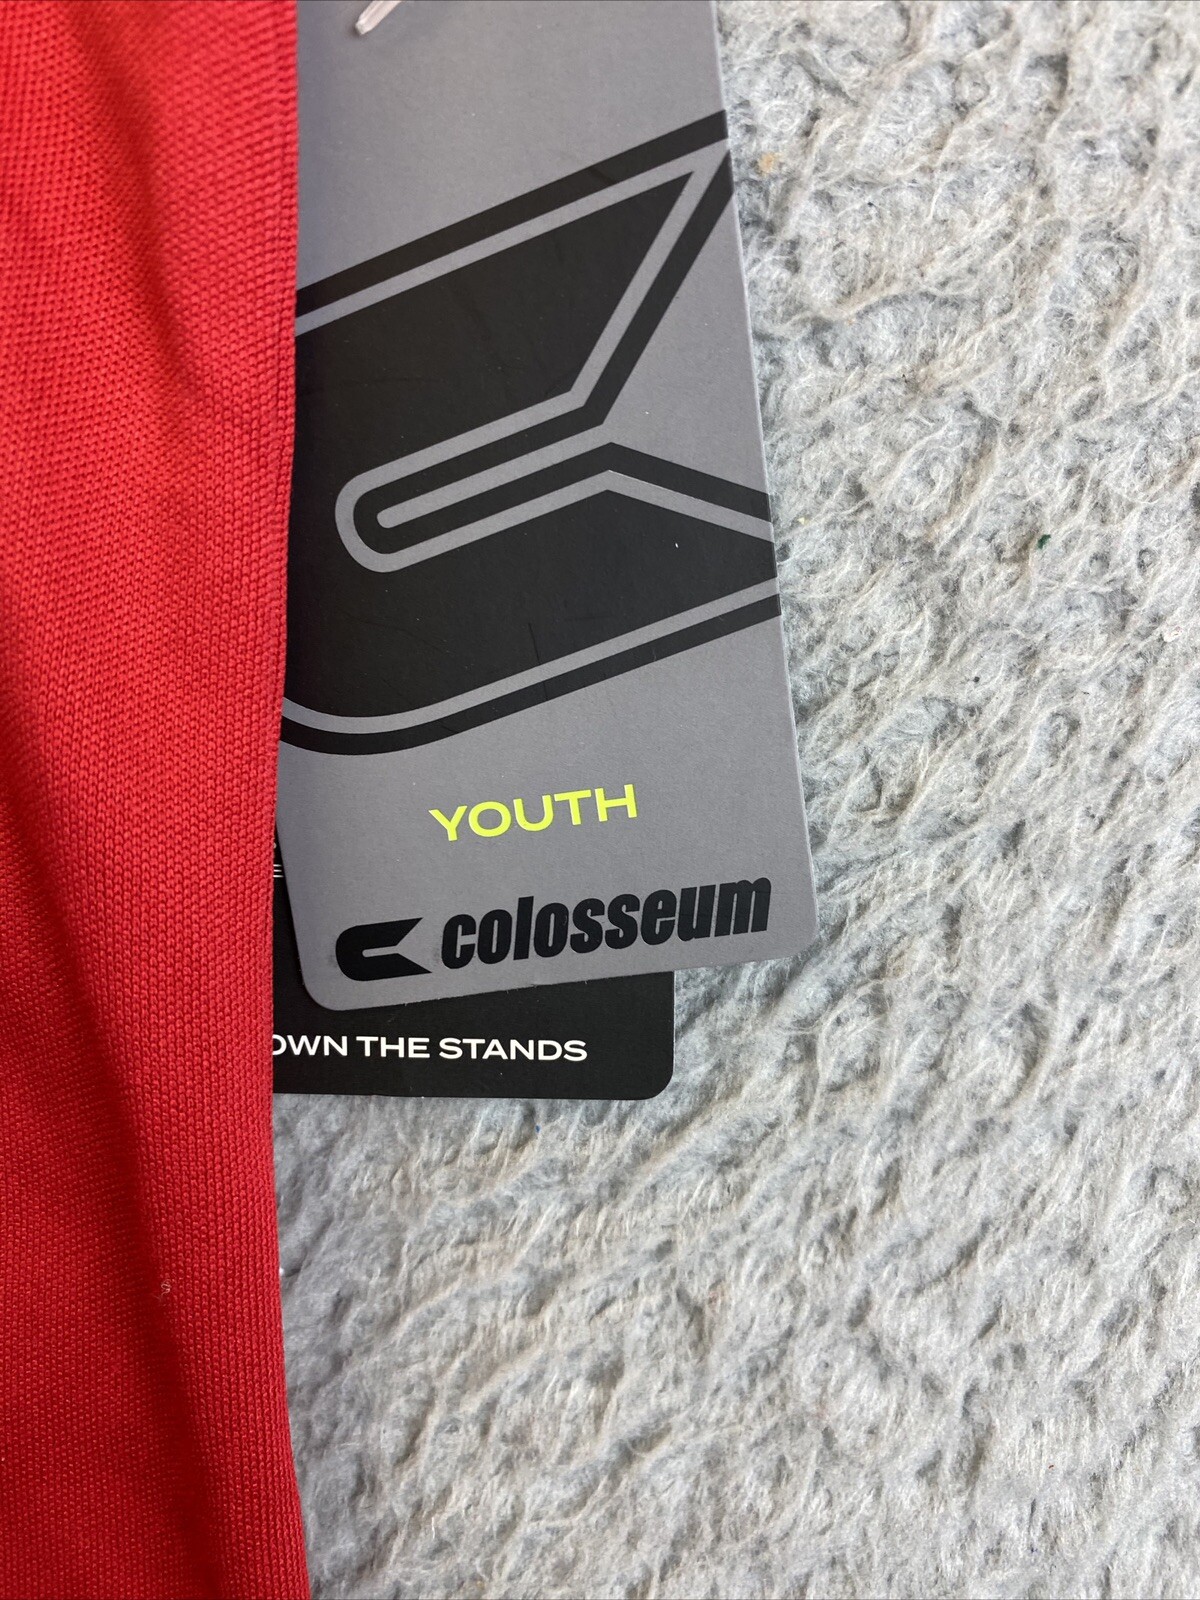 YOUTH
colosseum
OWN THE STANDS